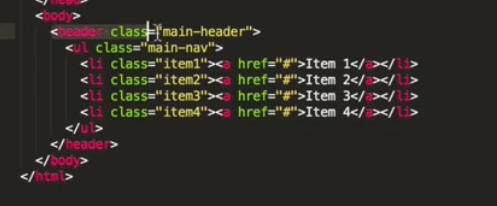 </head>
<body>
<header class="main-header">
<ul class="main-nav">
<li class="item1"><a href="#">Item 1</a></li>
<li class="item2"><a href="#">Item 2</a></li>
<li class="item3"><a href="#">Item 3</a></li>
<li class="item4"><a href="#">Item 4</a></li>
</ul>
</header>
</body>
</html>